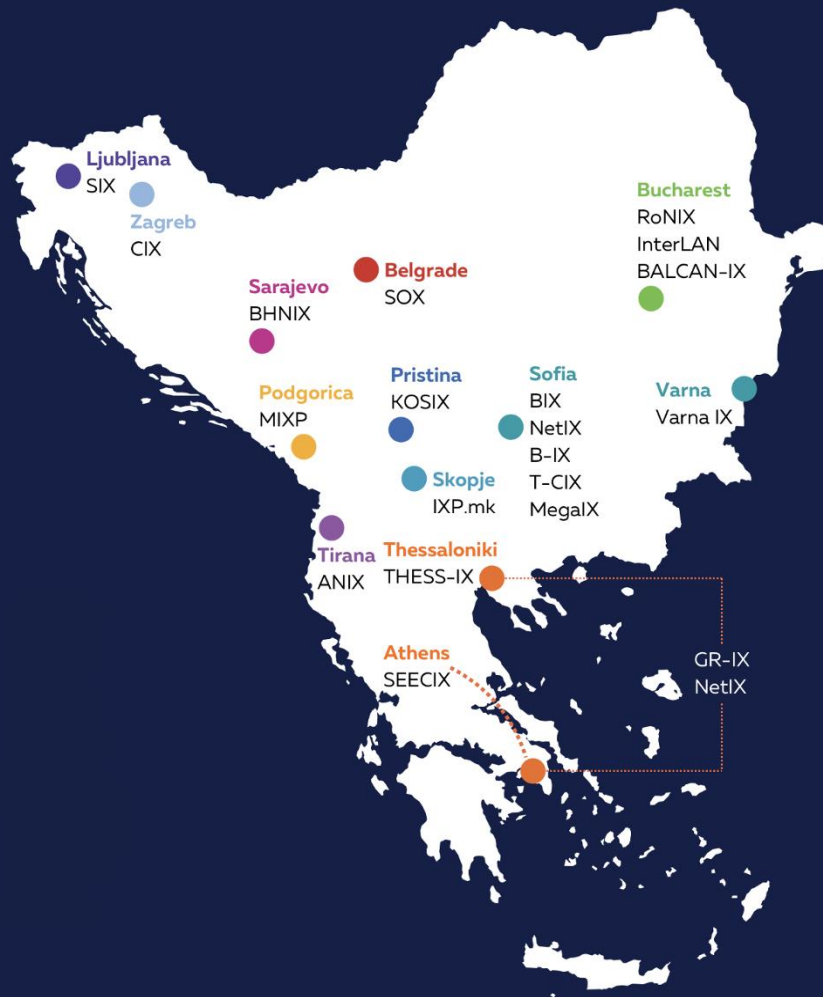 Ljubljana
SIX
Zagreb
CIX
Bucharest
RoNIX
InterLAN
BALCAN-IX
Belgrade
SOX
Sarajevo
BHNIX
Pristina
KOSIX
Sofia
BIX
NetIX
B-IX
T-CIX
MegaIX
Varna
Varna IX
Podgorica
MIXP
Skopje
IXP.mk
Tirana
ANIX
Thessaloniki
THESS-IX
Athens
SEECIX
GR-IX
NetIX